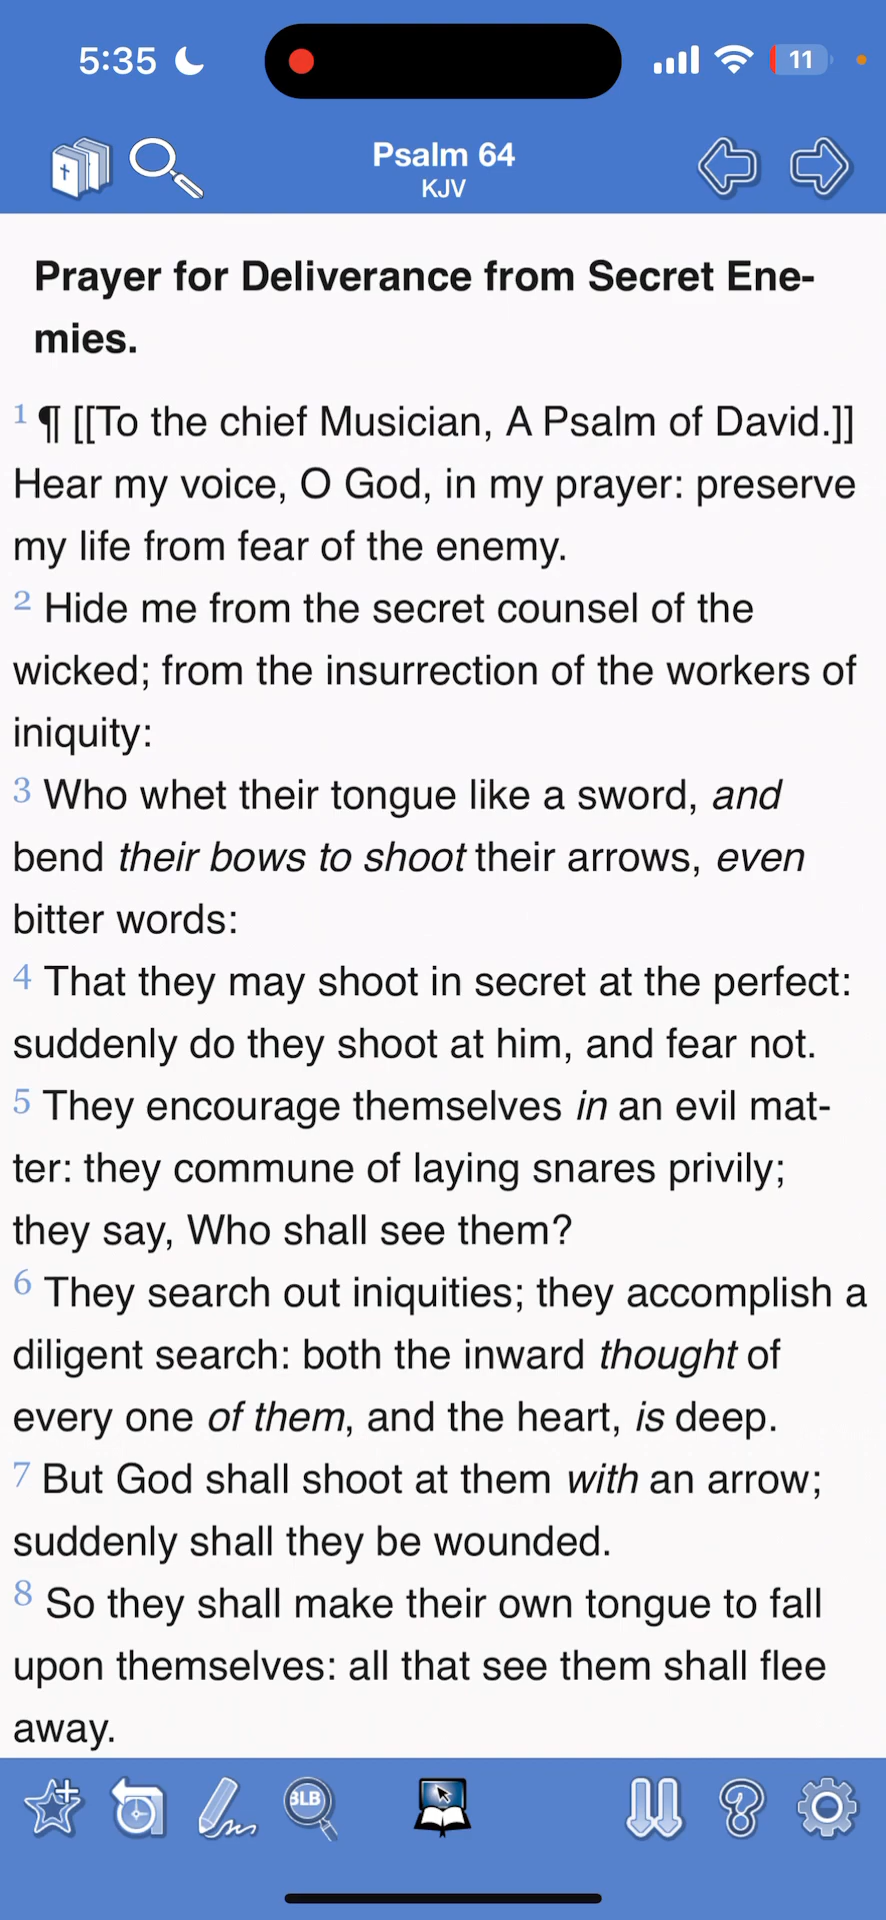 5:35
11
Psalm 64
KJV
Prayer for Deliverance from Secret Ene-
mies.
1 ¶ [[To the chief Musician, A Psalm of David.]]
Hear my voice, O God, in my prayer: preserve
my life from fear of the enemy.
2 Hide me from the secret counsel of the
wicked; from the insurrection of the workers of
iniquity:
3 Who whet their tongue like a sword, and
bend their bows to shoot their arrows, even
bitter words:
4 That they may shoot in secret at the perfect:
suddenly do they shoot at him, and fear not.
5 They encourage themselves in an evil mat-
ter: they commune of laying snares privily;
they say, Who shall see them?
6 They search out iniquities; they accomplish a
diligent search: both the inward thought of
every one of them, and the heart, is deep.
7 But God shall shoot at them with an arrow;
suddenly shall they be wounded.
8 So they shall make their own tongue to fall
upon themselves: all that see them shall flee
away.
BLB